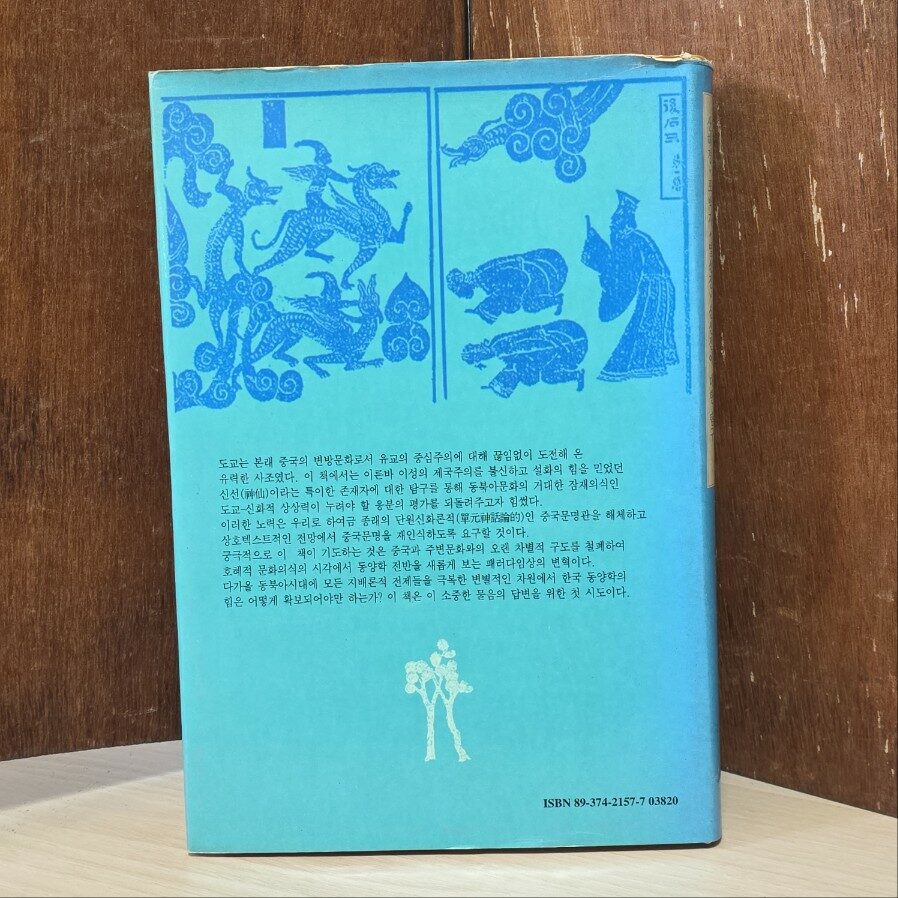 도교는 본래 중국의 변방문화로서 유교의 중심주의에 대해 끊임없이 도전해 온
유력한 사조였다. 이 책에서는 이른바 이성의 제국주의를 불신하고 설화의 힘을 믿었던
신선(神仙)이라는 특이한 존재자에 대한 탐구를 통해 동북아문화의 거대한 잠재의식인
도교-신화적 상상력이 누려야 할 응분의 평가를 되돌려주고자 힘썼다.
이러한 노력은 우리로 하여금 종래의 단원신화론적(單元神話論的)인 중국문명관을 해체하고
상호텍스트적인 전망에서 중국문명을 재인식하도록 요구할 것이다.
궁극적으로 이 책이 기도하는 것은 중국과 주변문화와의 오랜 차별적 구도를 철폐하여
호혜적 문화의식의 시각에서 동양학 전반을 새롭게 보는 패러다임상의 변혁이다.
다가올 동북아시대에 모든 지배론적 전제들을 극복한 변별적인 차원에서 한국 동양학의
힘은 어떻게 확보되어야만 하는가? 이 책은 이 소중한 물음의 답변을 위한 첫 시도이다.
ISBN 89-374-2157-7 03820